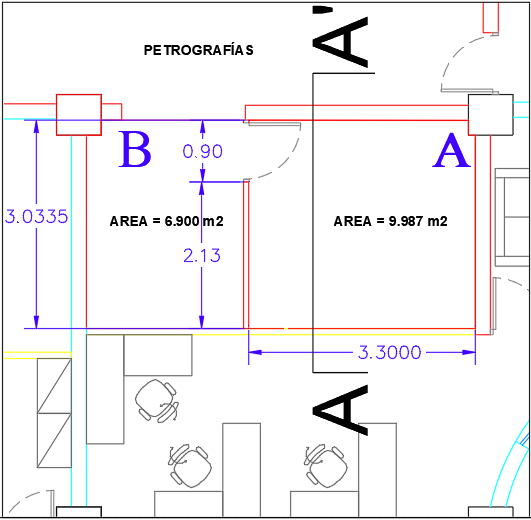 A'
PETROGRAFÍAS
B
0.90
A
3.0335
AREA = 6.900 m2
AREA = 9.987 m2
2.13
3.3000
A